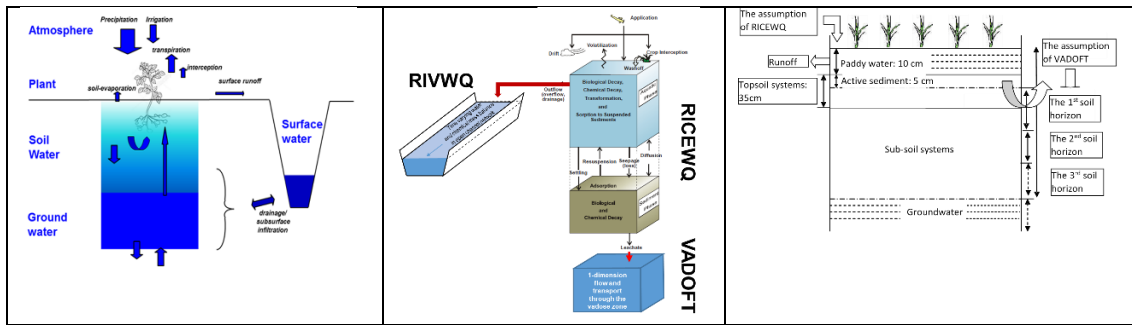 Atmosphere
Precipitation
Irrigation
transpiration
interception
Plant
soil-evaporation
surface runoff
Soil
Water
Surface
water
Ground
water
drainage/
subsurface
infiltration
RIVWQ
Application
Drift
Volatilization
Crop Interception
Washoff
Outflow
(overflow,
drainage)
Biological Decay,
Chemical Decay,
Transformation,
and
Sorption to Suspended
Sediments
RICEWQ
Resuspension
Seepage
Diffusion
Settling
Adsorption
Biological
and
Chemical Decay
Leachate
VADOFT
1-dimension
flow and
transport
through the
vadose zone
The assumption
of RICEWQ
Runoff
Topsoil systems:
35cm
Paddy water: 10 cm
Active sediment: 5 cm
The assumption
of VADOFT
The 1st soil
horizon
Sub-soil systems
The 2nd soil
horizon
The 3rd soil
horizon
Groundwater